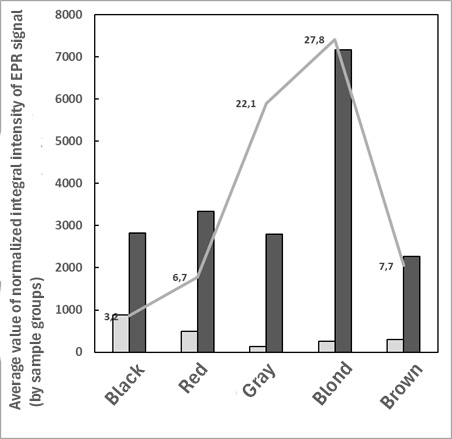 Average value of normalized integral intensity of EPR signal
(by sample groups)
8000
7000
6000
5000
4000
3000
2000
1000
0
27,8
22,1
6,7
7,7
3,2
Black
Red
Gray
Blond
Brown